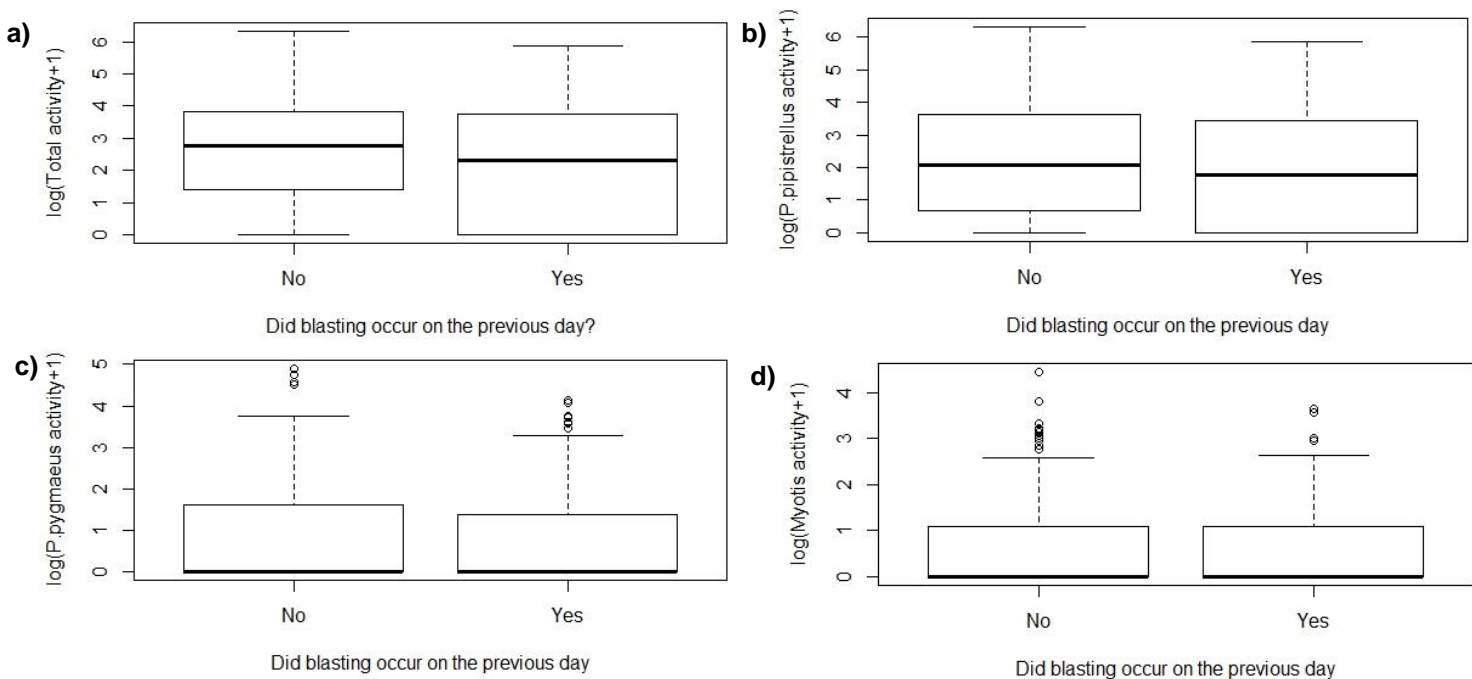 a)
log(Total activity+1)
6
5
4
3
2
1
0
No
Yes
Did blasting occur on the previous day?
b)
log(P.pipistrellus activity+1)
6
5
4
3
2
1
0
No
Yes
Did blasting occur on the previous day
c)
log(P.pygmaeus activity+1)
5
4
3
2
1
0
No
Yes
Did blasting occur on the previous day
d)
log(Myotis activity+1)
4
3
2
1
0
No
Yes
Did blasting occur on the previous day